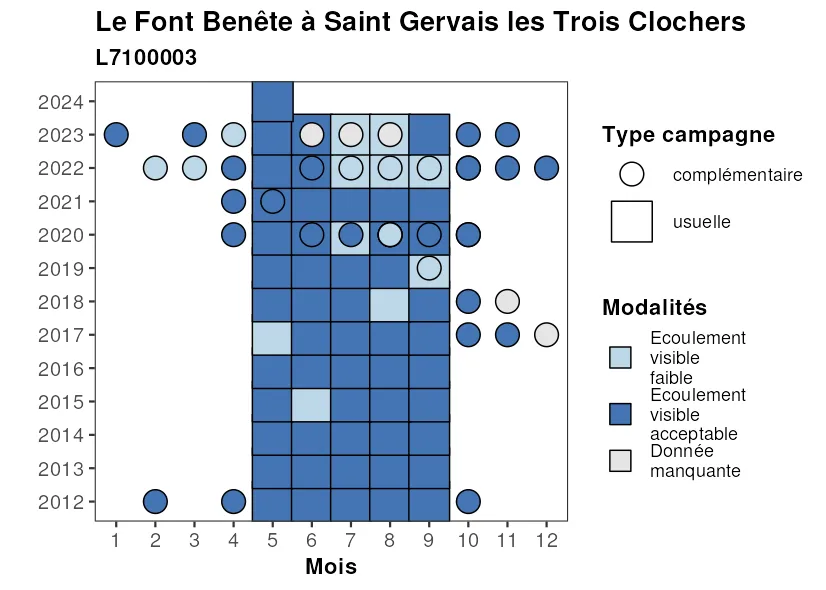 Le Font Benête à Saint Gervais les Trois Clochers
L7100003
2024
2023
2022
2021
2020
2019
2018
2017
2016
2015
2014
2013
2012
1 2 3 4 5 6 7 8 9 10 11 12
Mois
Type campagne
complémentaire
usuelle
Modalités
Ecoulement
visible
faible
Ecoulement
visible
acceptable
Donnée
manquante